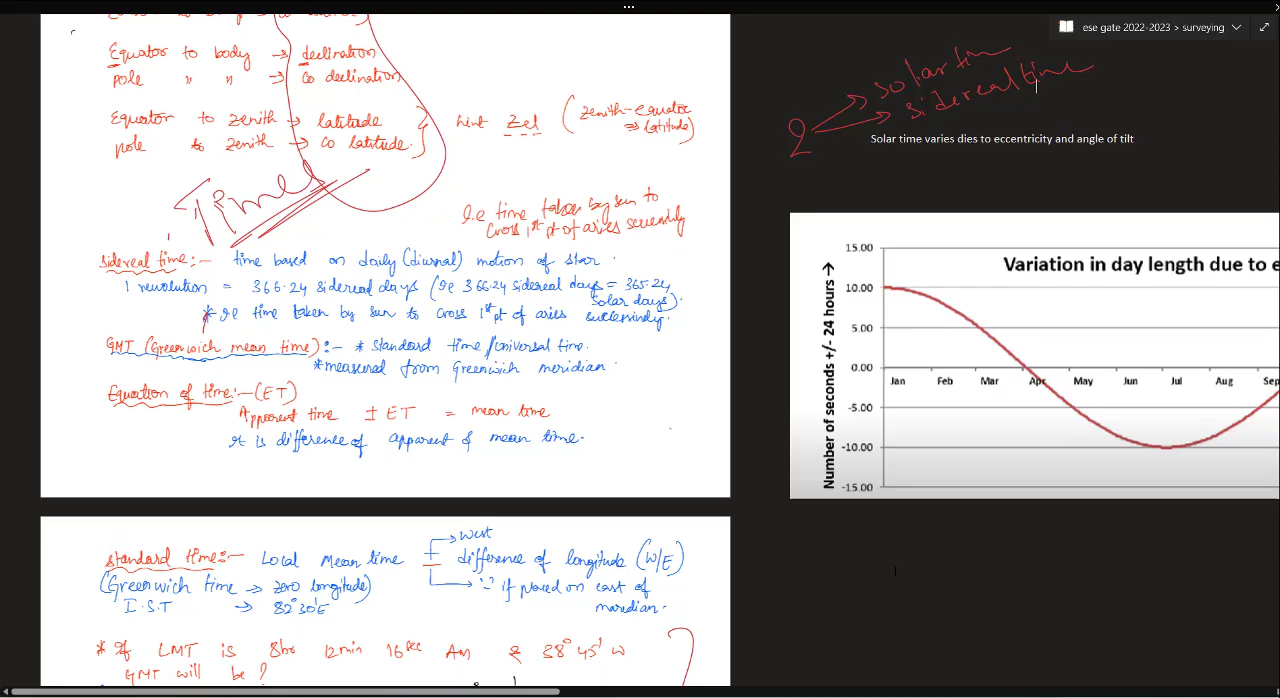 ese gate 2022-2023 > surveying
Equator to body → declination
pole " " → co declination
Equator to zenith → latitude
pole to zenith → co latitude.
hint Zel (zenith-equator
⇒ latitude)
Time
i.e time taken by sun to
cross 1st pt of aries successively
Sidereal time:- time based on daily (diurnal) motion of star.
1 revolution = 366.24 sidereal days (ie 366.24 sidereal days = 365.24
solar days).
* ie time taken by sun to cross 1st pt of aries
GMT (Greenwich mean time):- * Standard time/Universal time.
* measured from Greenwich meridian.
Equation of time:- (ET)
Apparent time ± ET = mean time
It is difference of apparent & mean time.
Standard time:- Local Mean time ± difference of longitude (W/E)
West
(Greenwich time → zero longitude)
'-' if placed on east of
meridian.
I.S.T → 82°30'E
* If LMT is 8hr 12min 16sec AM & 38° 45' W
GMT will be?
2
solar time
sidereal time
Solar time varies dies to eccentricity and angle of tilt
Variation in day length due to e
Number of seconds +/- 24 hours →
15.00
10.00
5.00
0.00
-5.00
-10.00
-15.00
Jan Feb Mar Apr May Jun Jul Aug Sep